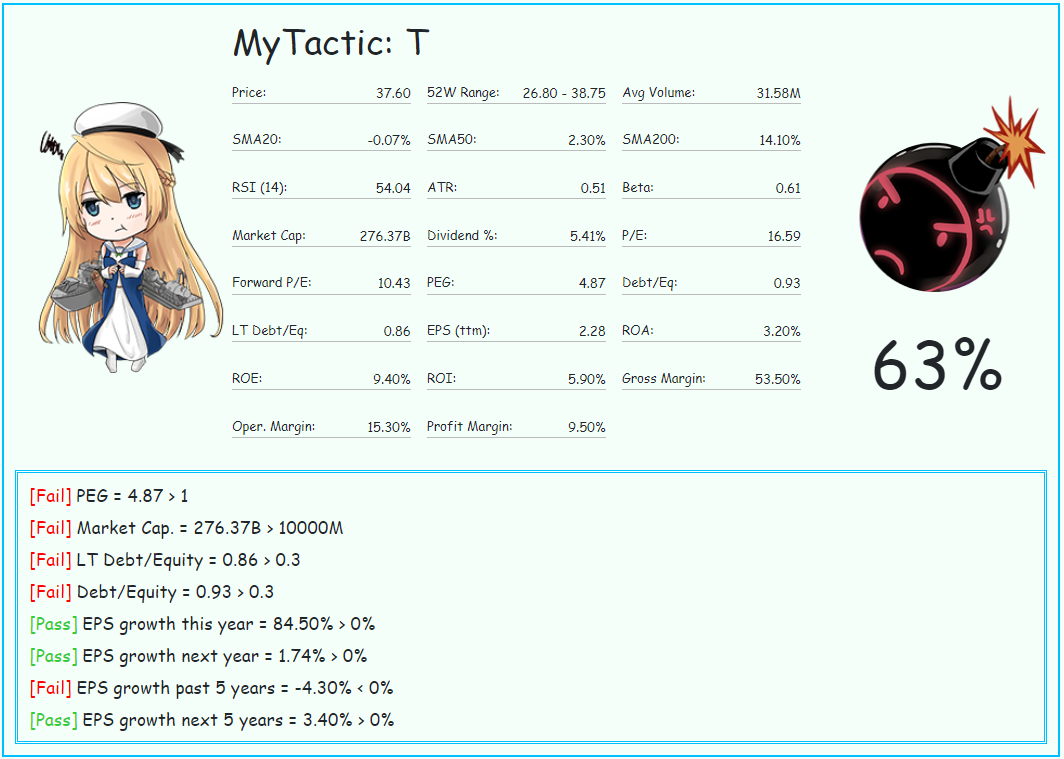 MyTactic: T
Price: 37.60 52W Range: 26.80 - 38.75 Avg Volume: 31.58M
SMA20: -0.07% SMA50: 2.30% SMA200: 14.10%
RSI (14): 54.04 ATR: 0.51 Beta: 0.61
Market Cap: 276.37B Dividend %: 5.41% P/E: 16.59
Forward P/E: 10.43 PEG: 4.87 Debt/Eq: 0.93
LT Debt/Eq: 0.86 EPS (ttm): 2.28 ROA: 3.20%
ROE: 9.40% ROI: 5.90% Gross Margin: 53.50%
Oper. Margin: 15.30% Profit Margin: 9.50%
63%
[Fail] PEG = 4.87 > 1
[Fail] Market Cap. = 276.37B > 10000M
[Fail] LT Debt/Equity = 0.86 > 0.3
[Fail] Debt/Equity = 0.93 > 0.3
[Pass] EPS growth this year = 84.50% > 0%
[Pass] EPS growth next year = 1.74% > 0%
[Fail] EPS growth past 5 years = -4.30% < 0%
[Pass] EPS growth next 5 years = 3.40% > 0%